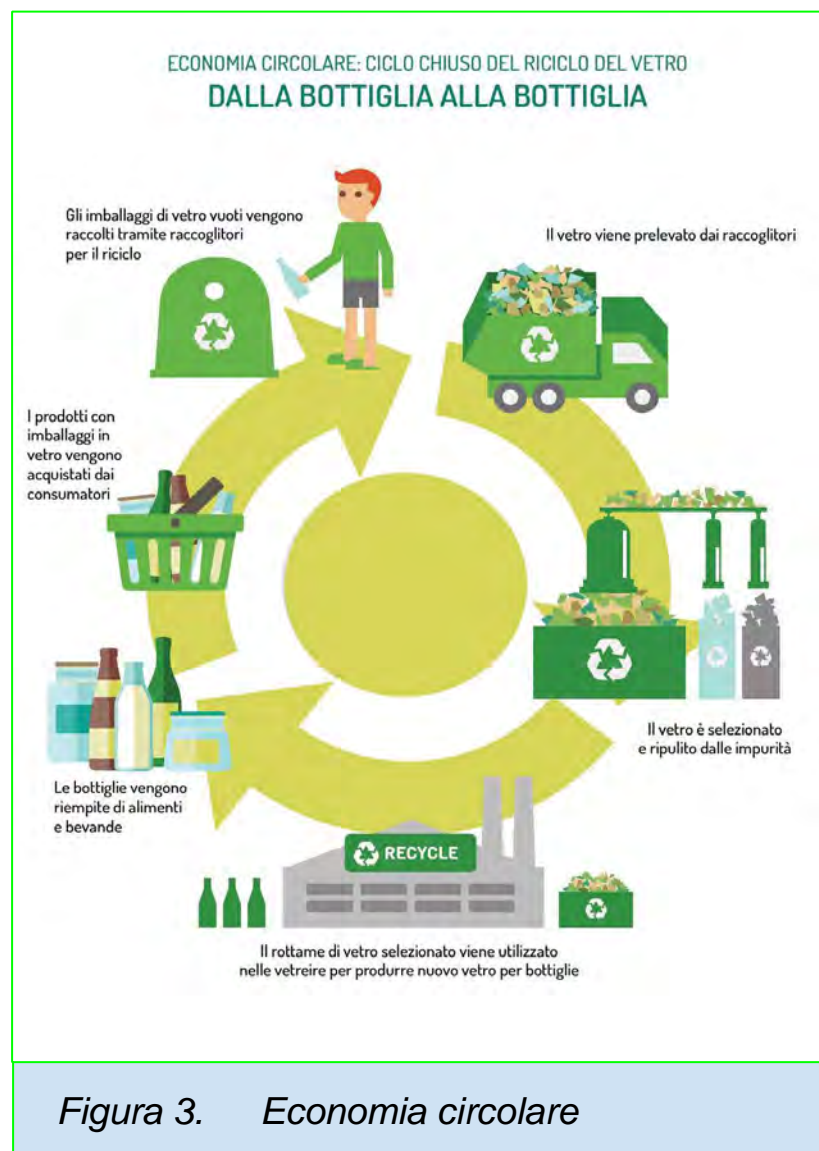 ECONOMIA CIRCOLARE: CICLO CHIUSO DEL RICICLO DEL VETRO
DALLA BOTTIGLIA ALLA BOTTIGLIA
Gli imballaggi di vetro vuoti vengono
raccolti tramite raccoglitori
per il riciclo
Il vetro viene prelevato dai raccoglitori
I prodotti con
imballaggi in
vetro vengono
acquistati dai
consumatori
Il vetro è selezionato
e ripulito dalle impurità
Le bottiglie vengono
riempite di alimenti
e bevande
RECYCLE
Il rottame di vetro selezionato viene utilizzato
nelle vetreire per produrre nuovo vetro per bottiglie
Figura 3. Economia circolare